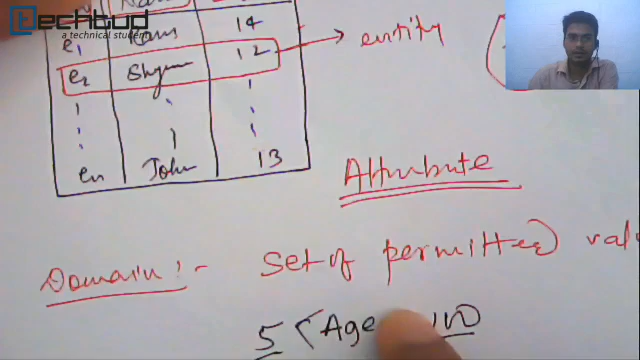 techtud
a technical student
e1 Ram 14
e2 Shyam 12 entity
en John 13
Attribute
Domain :- Set of permitted
5 < Age